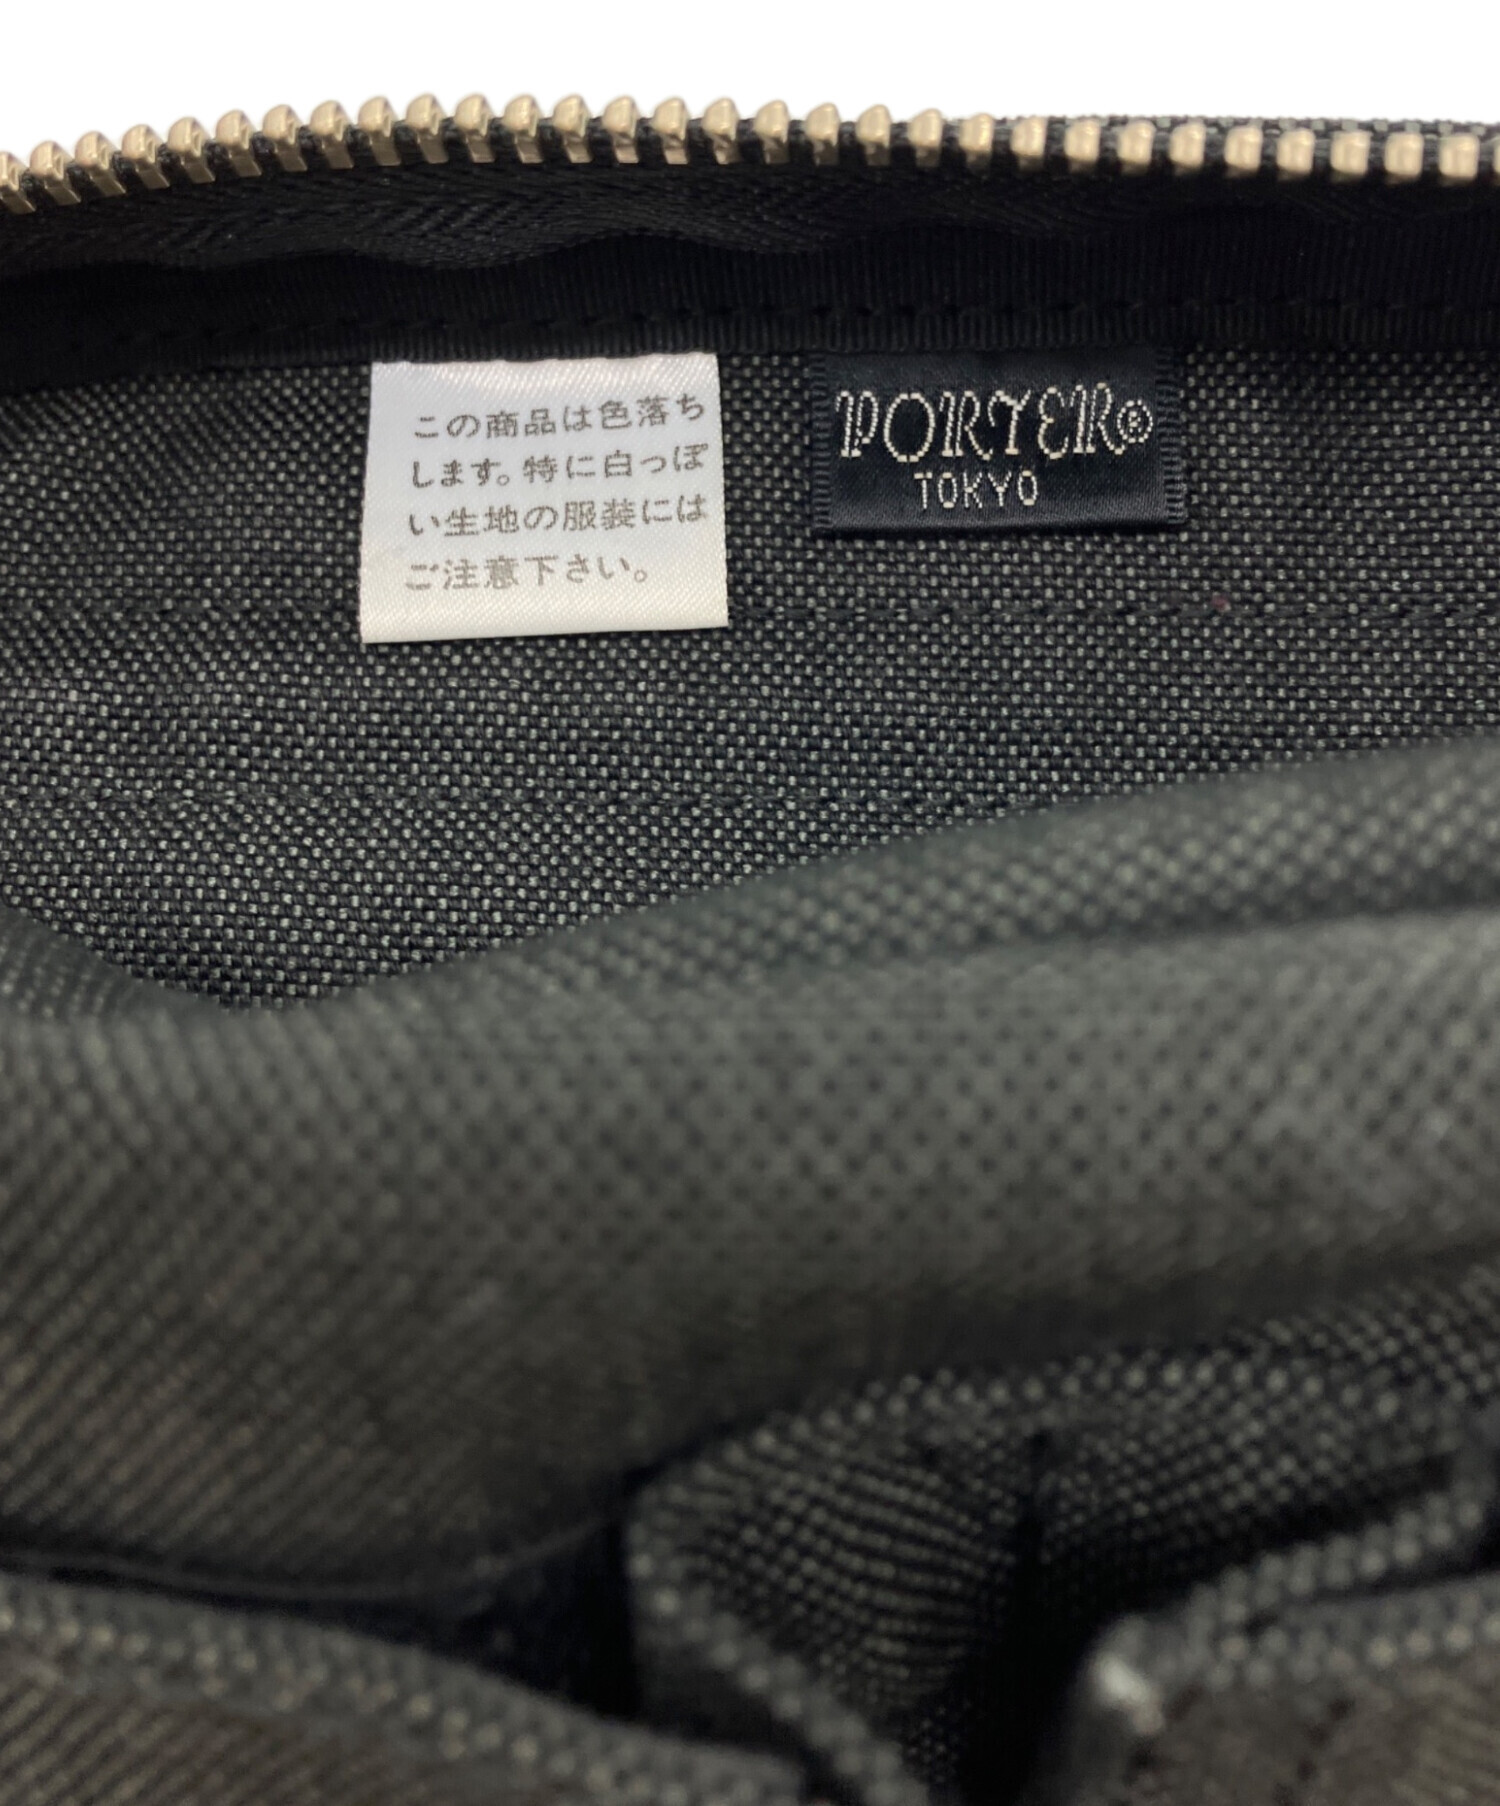 この商品は色落ち
します。特に白っぽ
い生地の服装には
ご注意下さい。
PORTER®
TOKYO